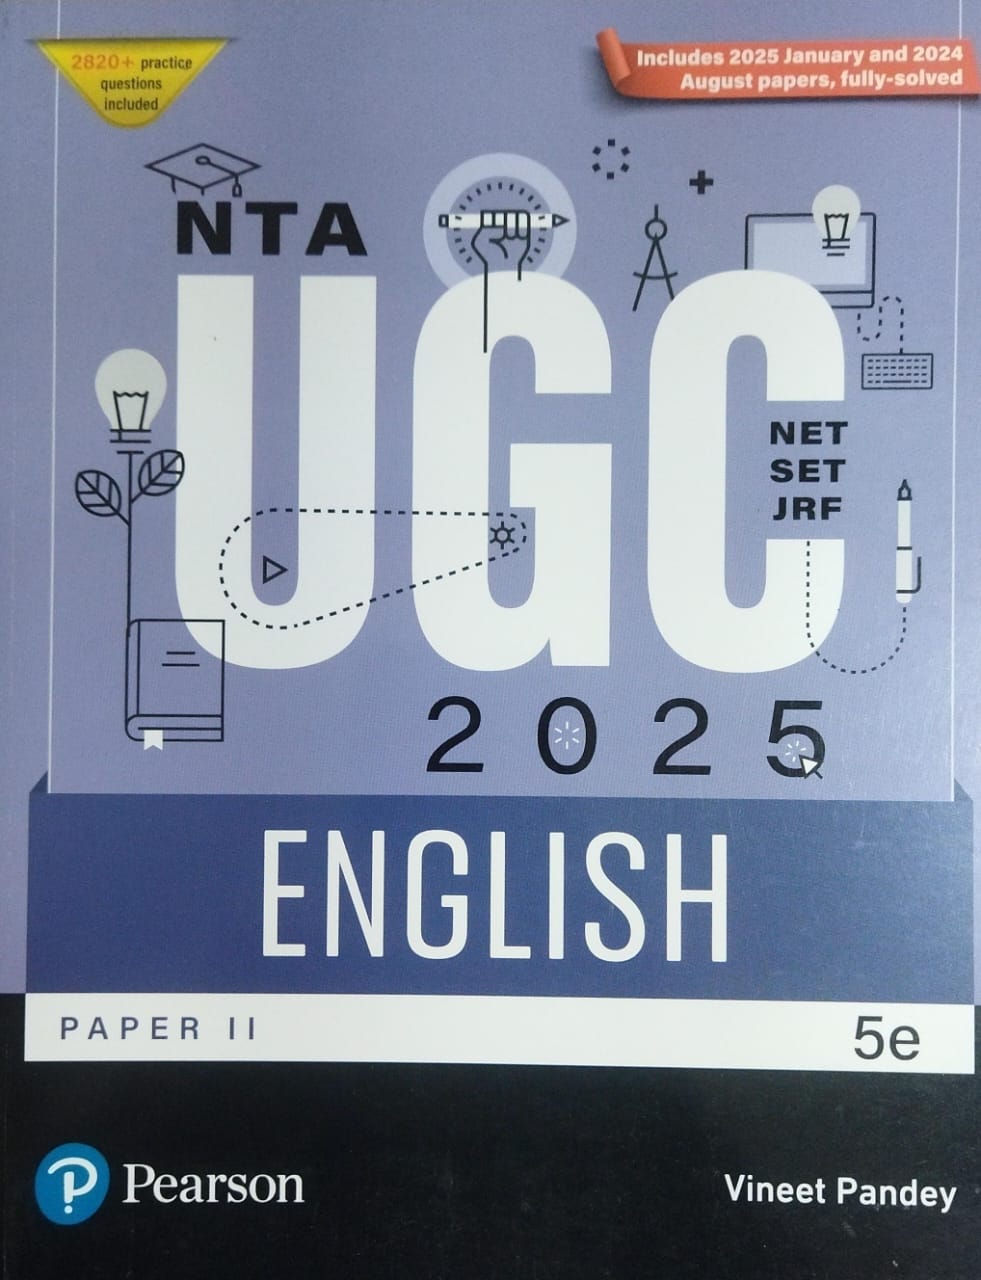 2820+ practice
questions
included
Includes 2025 January and 2024
August papers, fully-solved
NTA
UGC
NET
SET
JRF
2025
ENGLISH
PAPER II
5e
Pearson
Vineet Pandey